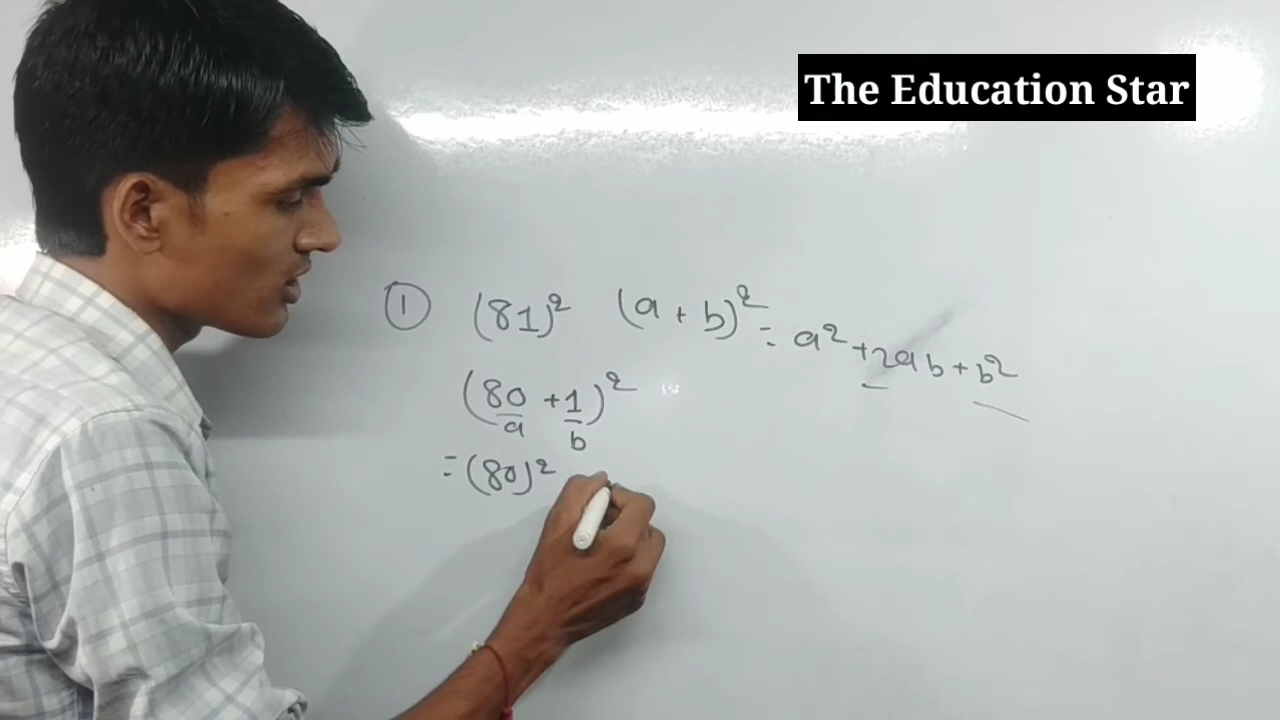 The Education Star
① (81)² (a + b)² = a² + 2ab + b²
(80 + 1)²
a b
= (80)²